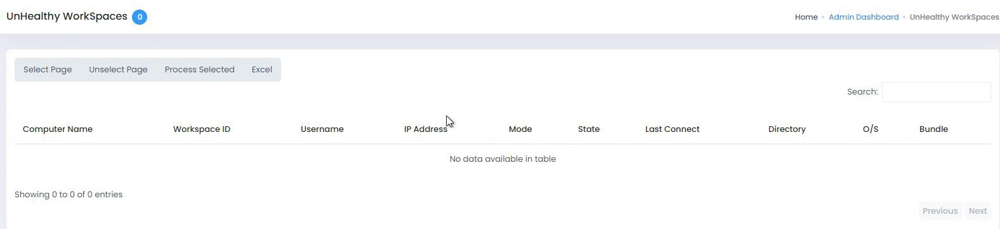 UnHealthy WorkSpaces 0
Home Admin Dashboard UnHealthy WorkSpaces
Select Page Unselect Page Process Selected Excel
Search:
Computer Name Workspace ID Username IP Address Mode State Last Connect Directory O/S Bundle
No data available in table
Showing 0 to 0 of 0 entries
Previous Next